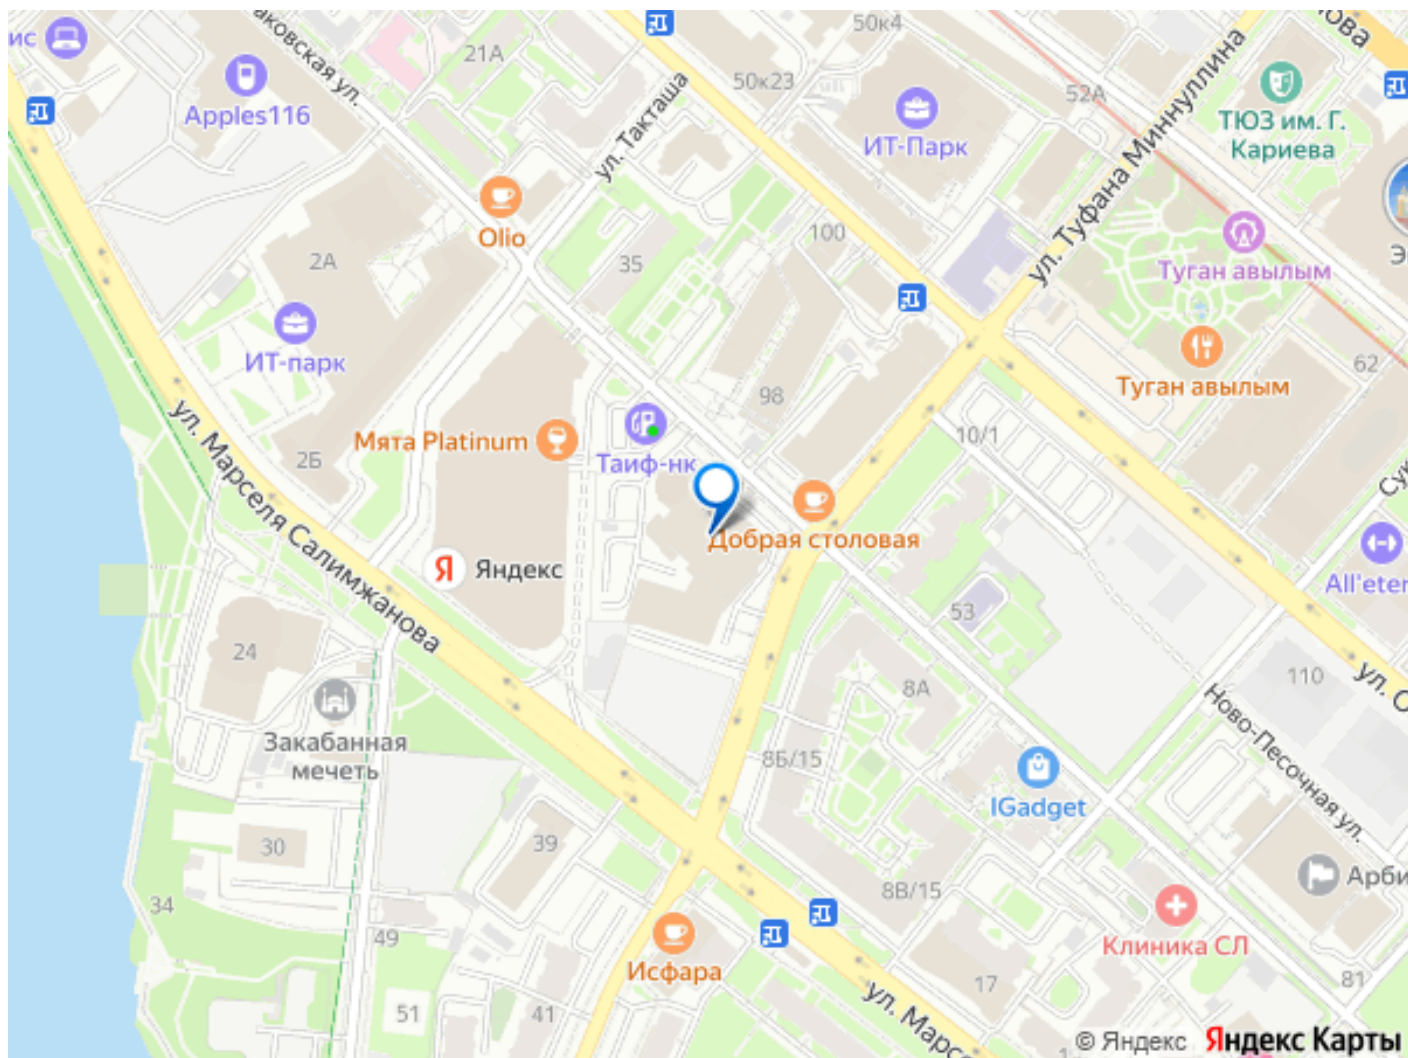 ис
Apples116
аковская ул.
21А
50к4
50к23
ул. Такташа
52А
ИТ-Парк
ТЮЗ им. Г.
Кариева
ул. Туфана Миннуллина
нова
Э
Olio
35
100
2А
ИТ-парк
Туган авылым
Туган авылым
62
98
10/1
2Б
Мята Platinum
Таиф-нк
Добрая столовая
ул. Марселя Салимжанова
Яндекс
Сук
All'eter
53
24
8А
110
ул. О
Ново-Песочная ул.
Закабанная
мечеть
8Б/15
IGadget
39
30
Арби
8В/15
34
49
Клиника СЛ
Исфара
17
81
51
41
ул. Марсе
© Яндекс Яндекс Карты